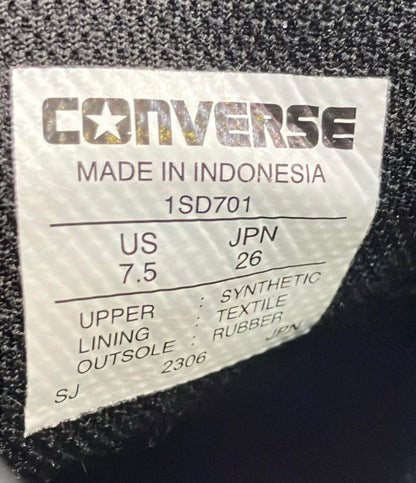 CONVERSE
MADE IN INDONESIA
1SD701
US JPN
7.5 26
UPPER : SYNTHETIC
LINING : TEXTILE
OUTSOLE : RUBBER
SJ 2306 JPN